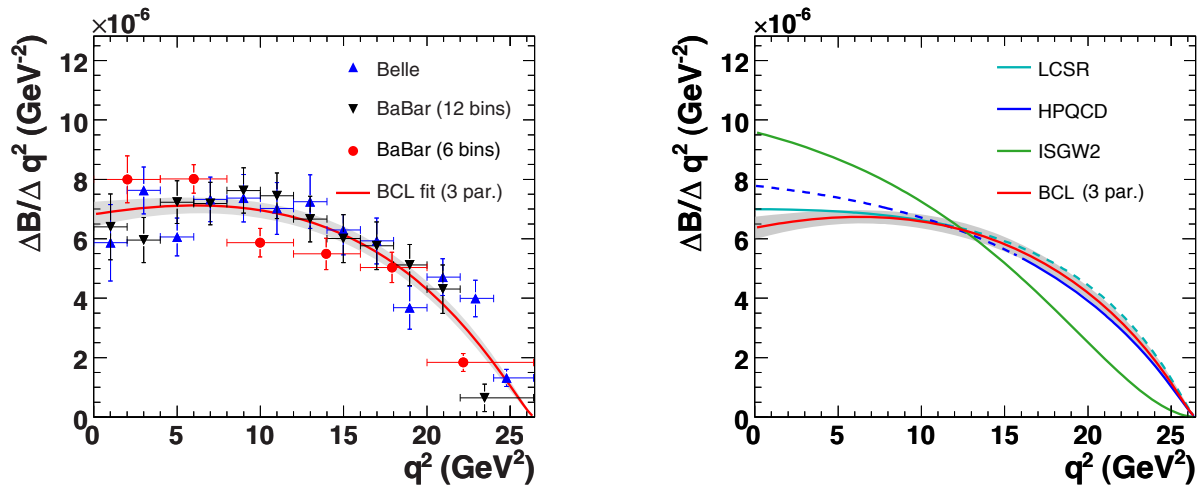 ×10⁻⁶
ΔB/Δ q² (GeV⁻²)
12
10
8
6
4
2
0
Belle
BaBar (12 bins)
BaBar (6 bins)
BCL fit (3 par.)
0 5 10 15 20 25
q² (GeV²)
×10⁻⁶
ΔB/Δ q² (GeV⁻²)
12
10
8
6
4
2
0
LCSR
HPQCD
ISGW2
BCL (3 par.)
0 5 10 15 20 25
q² (GeV²)